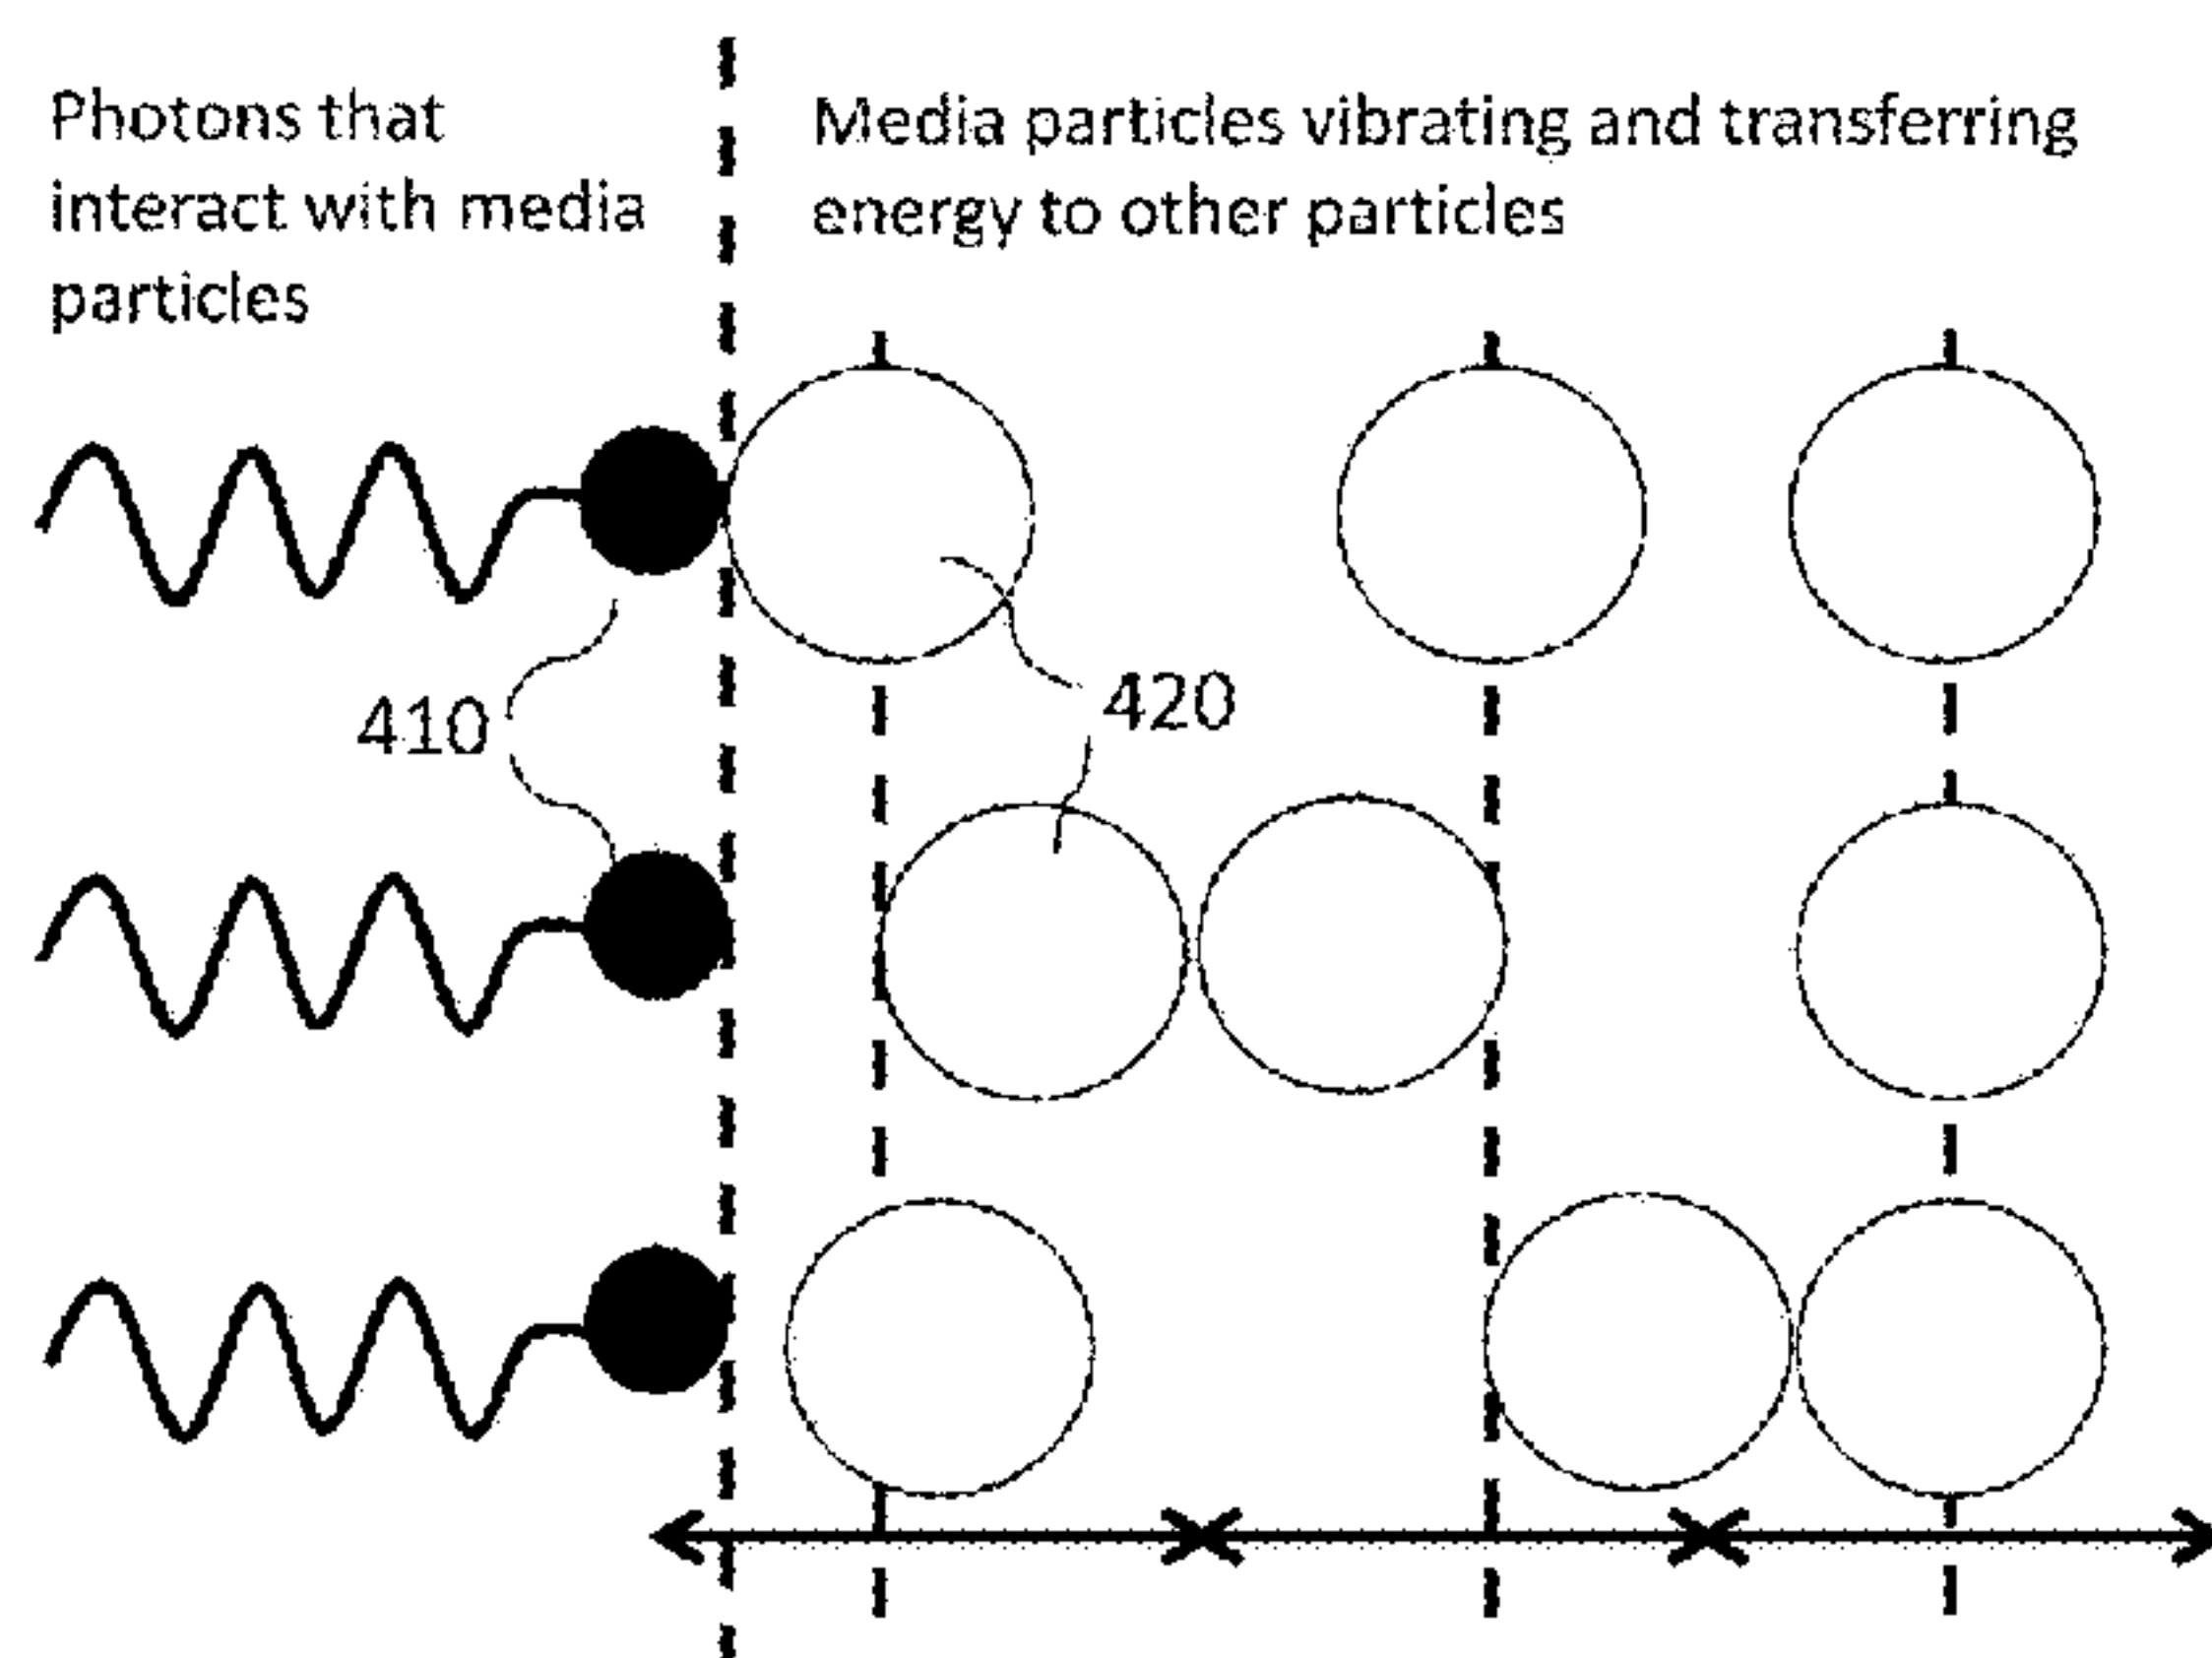 Photons that
interact with media
particles
Media particles vibrating and transferring
energy to other particles
410
420